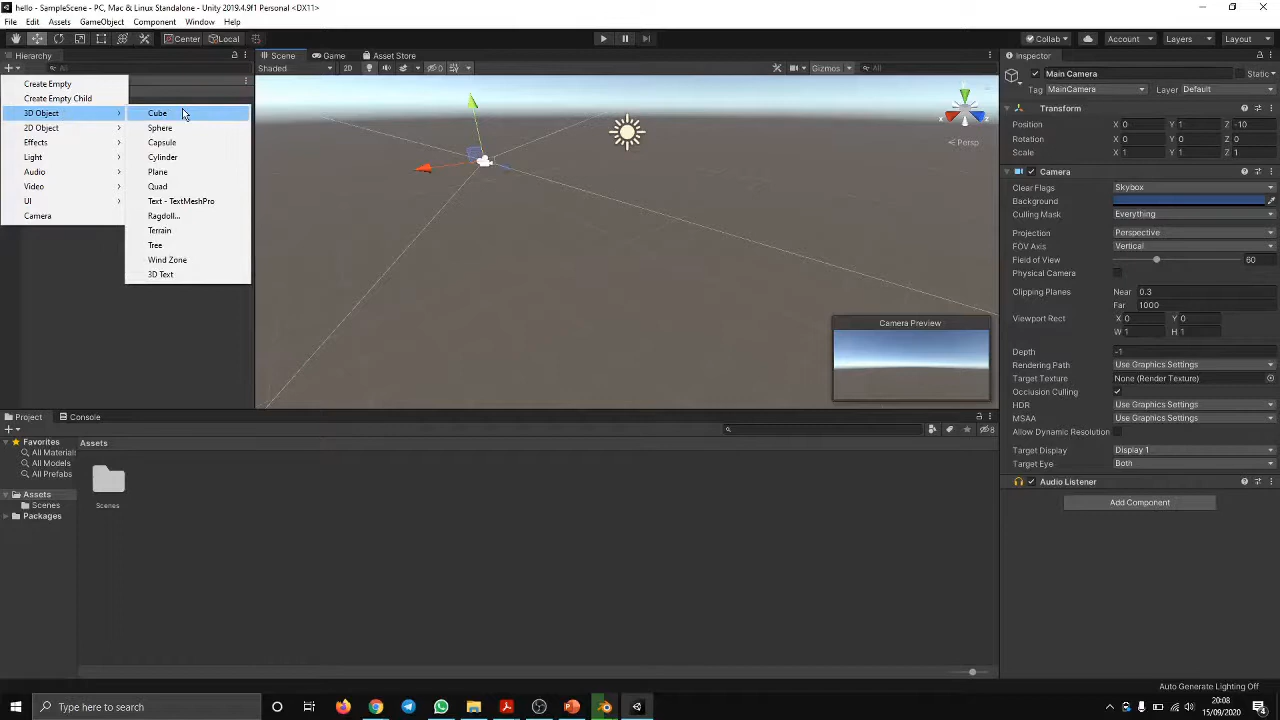 hello - SampleScene - PC, Mac & Linux Standalone - Unity 2019.4.9f1 Personal <DX11>
File Edit Assets GameObject Component Window Help
Center Local Collab Account Layers Layout
Hierarchy Scene Game Asset Store Inspector
All Shaded 2D 0 Gizmos All
Main Camera Static
Tag MainCamera Layer Default
Create Empty
Create Empty Child
3D Object
2D Object
Effects
Light
Audio
Video
UI
Camera
Cube
Sphere
Capsule
Cylinder
Plane
Quad
Text - TextMeshPro
Ragdoll...
Terrain
Tree
Wind Zone
3D Text
x z
Persp
Camera Preview
Transform
Position X 0 Y 1 Z -10
Rotation X 0 Y 0 Z 0
Scale X 1 Y 1 Z 1
Camera
Clear Flags Skybox
Background
Culling Mask Everything
Projection Perspective
FOV Axis Vertical
Field of View 60
Physical Camera
Clipping Planes Near 0.3
Far 1000
Viewport Rect X 0 Y 0
W 1 H 1
Depth -1
Rendering Path Use Graphics Settings
Target Texture None (Render Texture)
Occlusion Culling
HDR Use Graphics Settings
MSAA Use Graphics Settings
Allow Dynamic Resolution
Target Display Display 1
Target Eye Both
Audio Listener
Add Component
Project Console
8
Favorites
All Material
All Models
All Prefabs
Assets
Scenes
Packages
Assets
Scenes
Auto Generate Lighting Off
Type here to search
20:08
15/09/2020